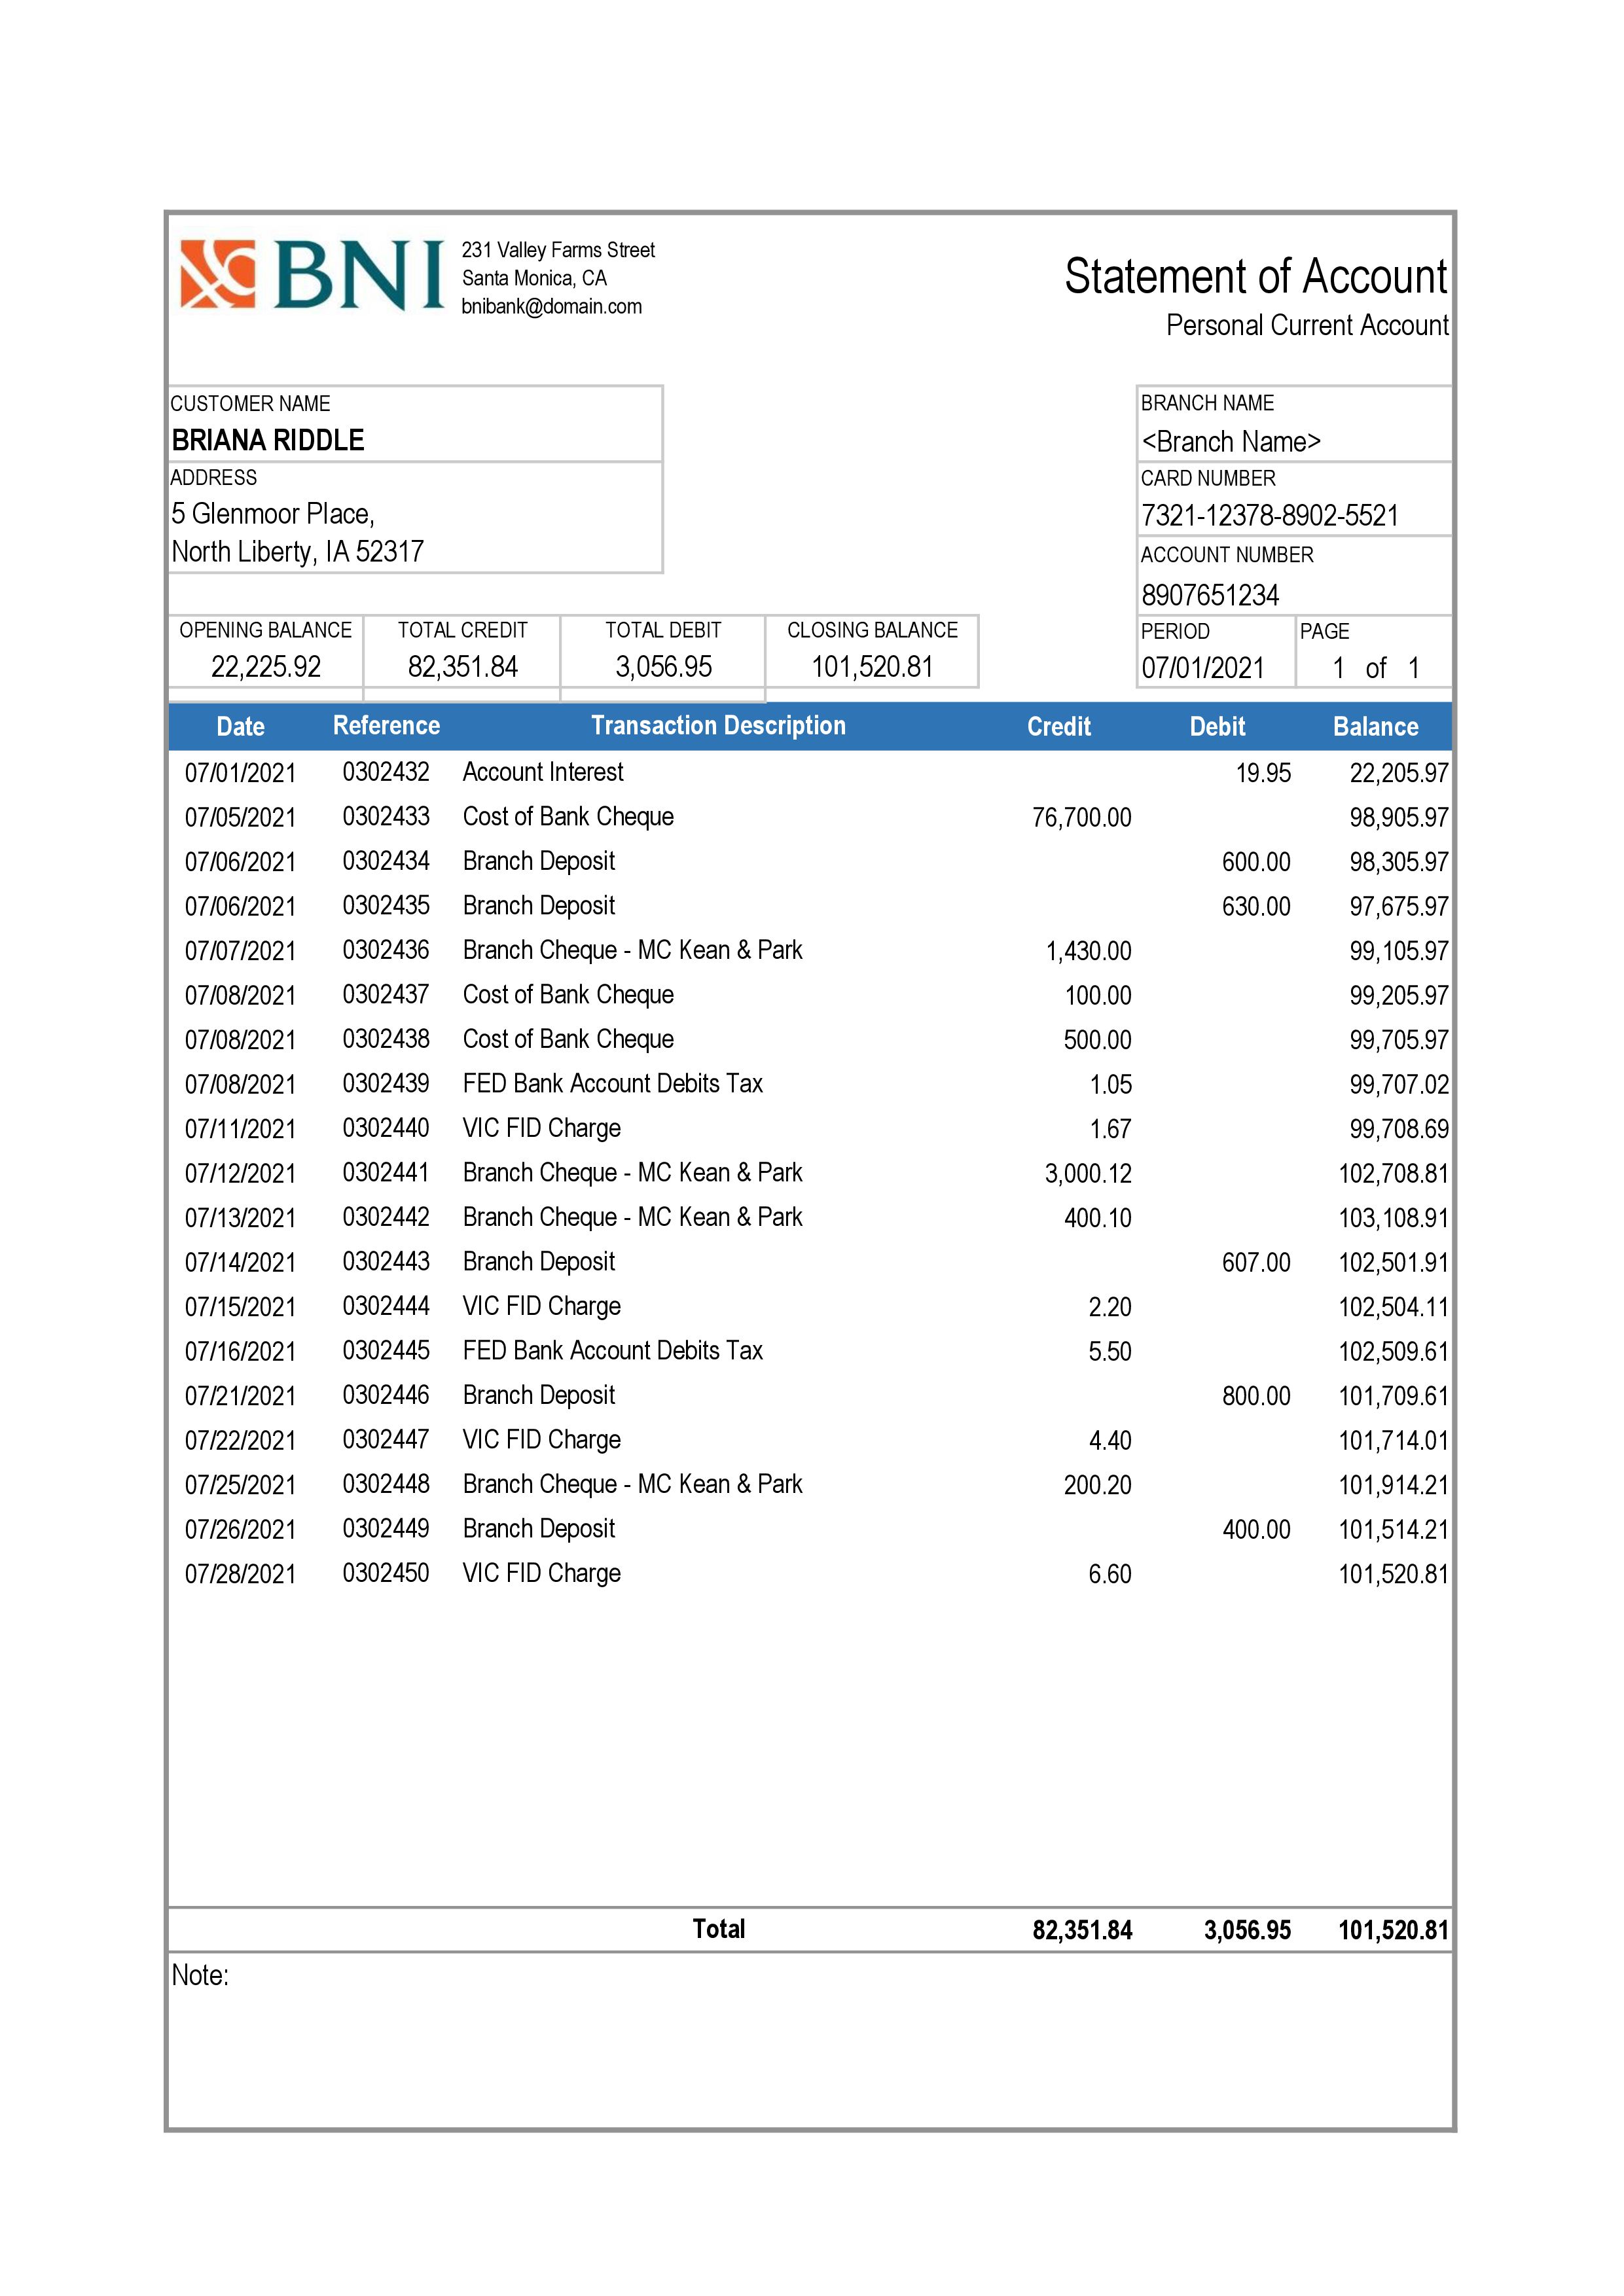 BNI
231 Valley Farms Street
Santa Monica, CA
bnibank@domain.com
Statement of Account
Personal Current Account
CUSTOMER NAME
BRIANA RIDDLE
ADDRESS
5 Glenmoor Place,
North Liberty, IA 52317
BRANCH NAME
<Branch Name>
CARD NUMBER
7321-12378-8902-5521
ACCOUNT NUMBER
8907651234
OPENING BALANCE TOTAL CREDIT TOTAL DEBIT CLOSING BALANCE
22,225.92 82,351.84 3,056.95 101,520.81
PERIOD PAGE
07/01/2021 1 of 1
Date Reference Transaction Description Credit Debit Balance
07/01/2021 0302432 Account Interest 19.95 22,205.97
07/05/2021 0302433 Cost of Bank Cheque 76,700.00 98,905.97
07/06/2021 0302434 Branch Deposit 600.00 98,305.97
07/06/2021 0302435 Branch Deposit 630.00 97,675.97
07/07/2021 0302436 Branch Cheque - MC Kean & Park 1,430.00 99,105.97
07/08/2021 0302437 Cost of Bank Cheque 100.00 99,205.97
07/08/2021 0302438 Cost of Bank Cheque 500.00 99,705.97
07/08/2021 0302439 FED Bank Account Debits Tax 1.05 99,707.02
07/11/2021 0302440 VIC FID Charge 1.67 99,708.69
07/12/2021 0302441 Branch Cheque - MC Kean & Park 3,000.12 102,708.81
07/13/2021 0302442 Branch Cheque - MC Kean & Park 400.10 103,108.91
07/14/2021 0302443 Branch Deposit 607.00 102,501.91
07/15/2021 0302444 VIC FID Charge 2.20 102,504.11
07/16/2021 0302445 FED Bank Account Debits Tax 5.50 102,509.61
07/21/2021 0302446 Branch Deposit 800.00 101,709.61
07/22/2021 0302447 VIC FID Charge 4.40 101,714.01
07/25/2021 0302448 Branch Cheque - MC Kean & Park 200.20 101,914.21
07/26/2021 0302449 Branch Deposit 400.00 101,514.21
07/28/2021 0302450 VIC FID Charge 6.60 101,520.81
Total 82,351.84 3,056.95 101,520.81
Note: